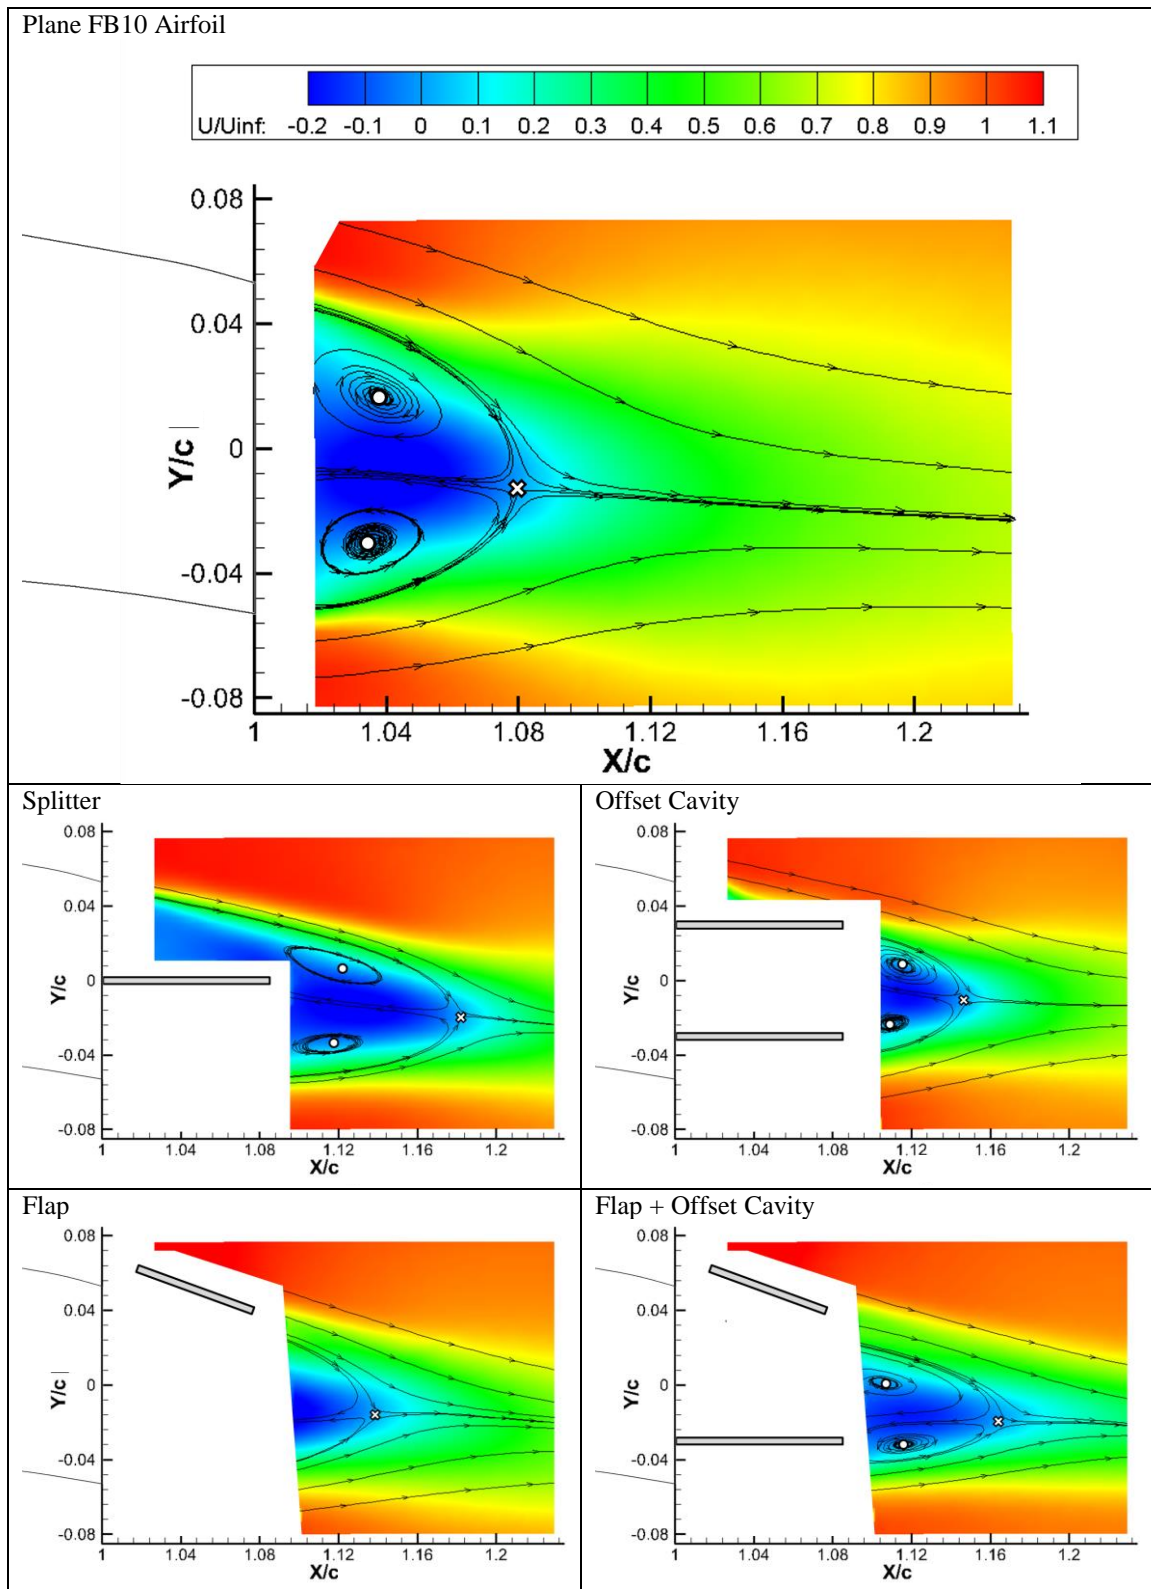 Plane FB10 Airfoil
U/Uinf: -0.2 -0.1 0 0.1 0.2 0.3 0.4 0.5 0.6 0.7 0.8 0.9 1 1.1
0.08
0.04
0
-0.04
-0.08
Y/c
1 1.04 1.08 1.12 1.16 1.2
X/c
Splitter
0.08
0.04
0
-0.04
-0.08
Y/c
1 1.04 1.08 1.12 1.16 1.2
X/c
Offset Cavity
0.08
0.04
0
-0.04
-0.08
Y/c
1 1.04 1.08 1.12 1.16 1.2
X/c
Flap
0.08
0.04
0
-0.04
-0.08
Y/c
1 1.04 1.08 1.12 1.16 1.2
X/c
Flap + Offset Cavity
0.08
0.04
0
-0.04
-0.08
Y/c
1 1.04 1.08 1.12 1.16 1.2
X/c